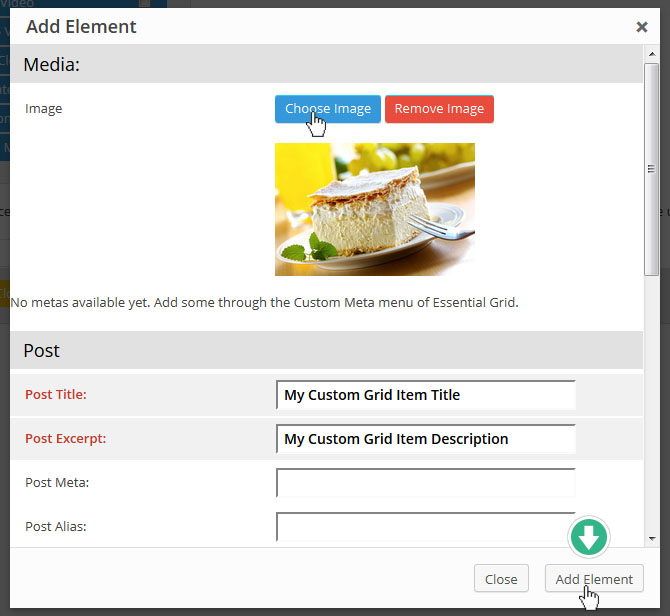 Video
Add Element
Media:
Image
Choose Image
Remove Image
No metas available yet. Add some through the Custom Meta menu of Essential Grid.
Post
Post Title:
My Custom Grid Item Title
Post Excerpt:
My Custom Grid Item Description
Post Meta:
Post Alias:
Close
Add Element